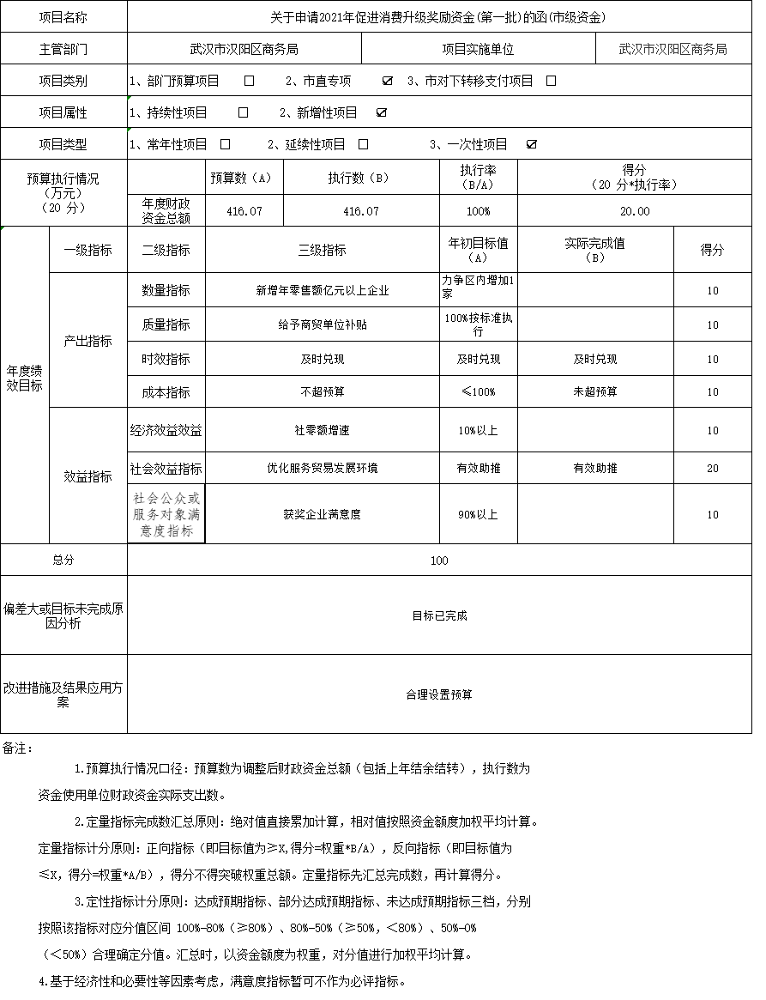 项目名称 关于申请2021年促进消费升级奖励资金(第一批)的函(市级资金)
主管部门 武汉市汉阳区商务局 项目实施单位 武汉市汉阳区商务局
项目类别 1、部门预算项目 □ 2、市直专项 ☑ 3、市对下转移支付项目 □
项目属性 1、持续性项目 □ 2、新增性项目 ☑
项目类型 1、常年性项目 □ 2、延续性项目 □ 3、一次性项目 ☑
预算执行情况
（万元）
（20 分）
预算数（A） 执行数（B）
执行率
（B/A）
得分
（20 分*执行率）
年度财政
资金总额
416.07 416.07 100% 20.00
年度绩
效目标
一级指标 二级指标 三级指标
年初目标值
（A）
实际完成值
（B）
得分
产出指标
数量指标 新增年零售额亿元以上企业
力争区内增加1
家
10
质量指标 给予商贸单位补贴
100%按标准执
行
10
时效指标 及时兑现 及时兑现 及时兑现 10
成本指标 不超预算 ≤100% 未超预算 10
效益指标
经济效益效益 社零额增速 10%以上 10
社会效益指标 优化服务贸易发展环境 有效助推 有效助推 20
社会公众或
服务对象满
意度指标
获奖企业满意度 90%以上 10
总分 100
偏差大或目标未完成原
因分析
目标已完成
改进措施及结果应用方
案
合理设置预算
备注：
1.预算执行情况口径：预算数为调整后财政资金总额（包括上年结余结转），执行数为
资金使用单位财政资金实际支出数。
2.定量指标完成数汇总原则：绝对值直接累加计算，相对值按照资金额度加权平均计算。
定量指标计分原则：正向指标（即目标值为≥X,得分=权重*B/A），反向指标（即目标值为
≤X，得分=权重*A/B），得分不得突破权重总额。定量指标先汇总完成数，再计算得分。
3.定性指标计分原则：达成预期指标、部分达成预期指标、未达成预期指标三档，分别
按照该指标对应分值区间 100%-80%（≥80%）、80%-50%（≥50%，＜80%）、50%-0%
（＜50%）合理确定分值。汇总时，以资金额度为权重，对分值进行加权平均计算。
4.基于经济性和必要性等因素考虑，满意度指标暂可不作为必评指标。